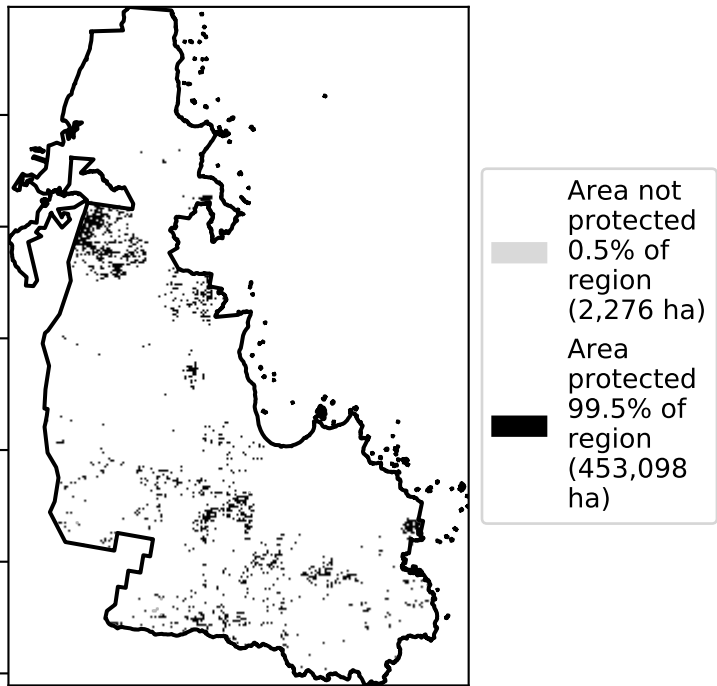 Area not
protected
0.5% of
region
(2,276 ha)
Area
protected
99.5% of
region
(453,098
ha)